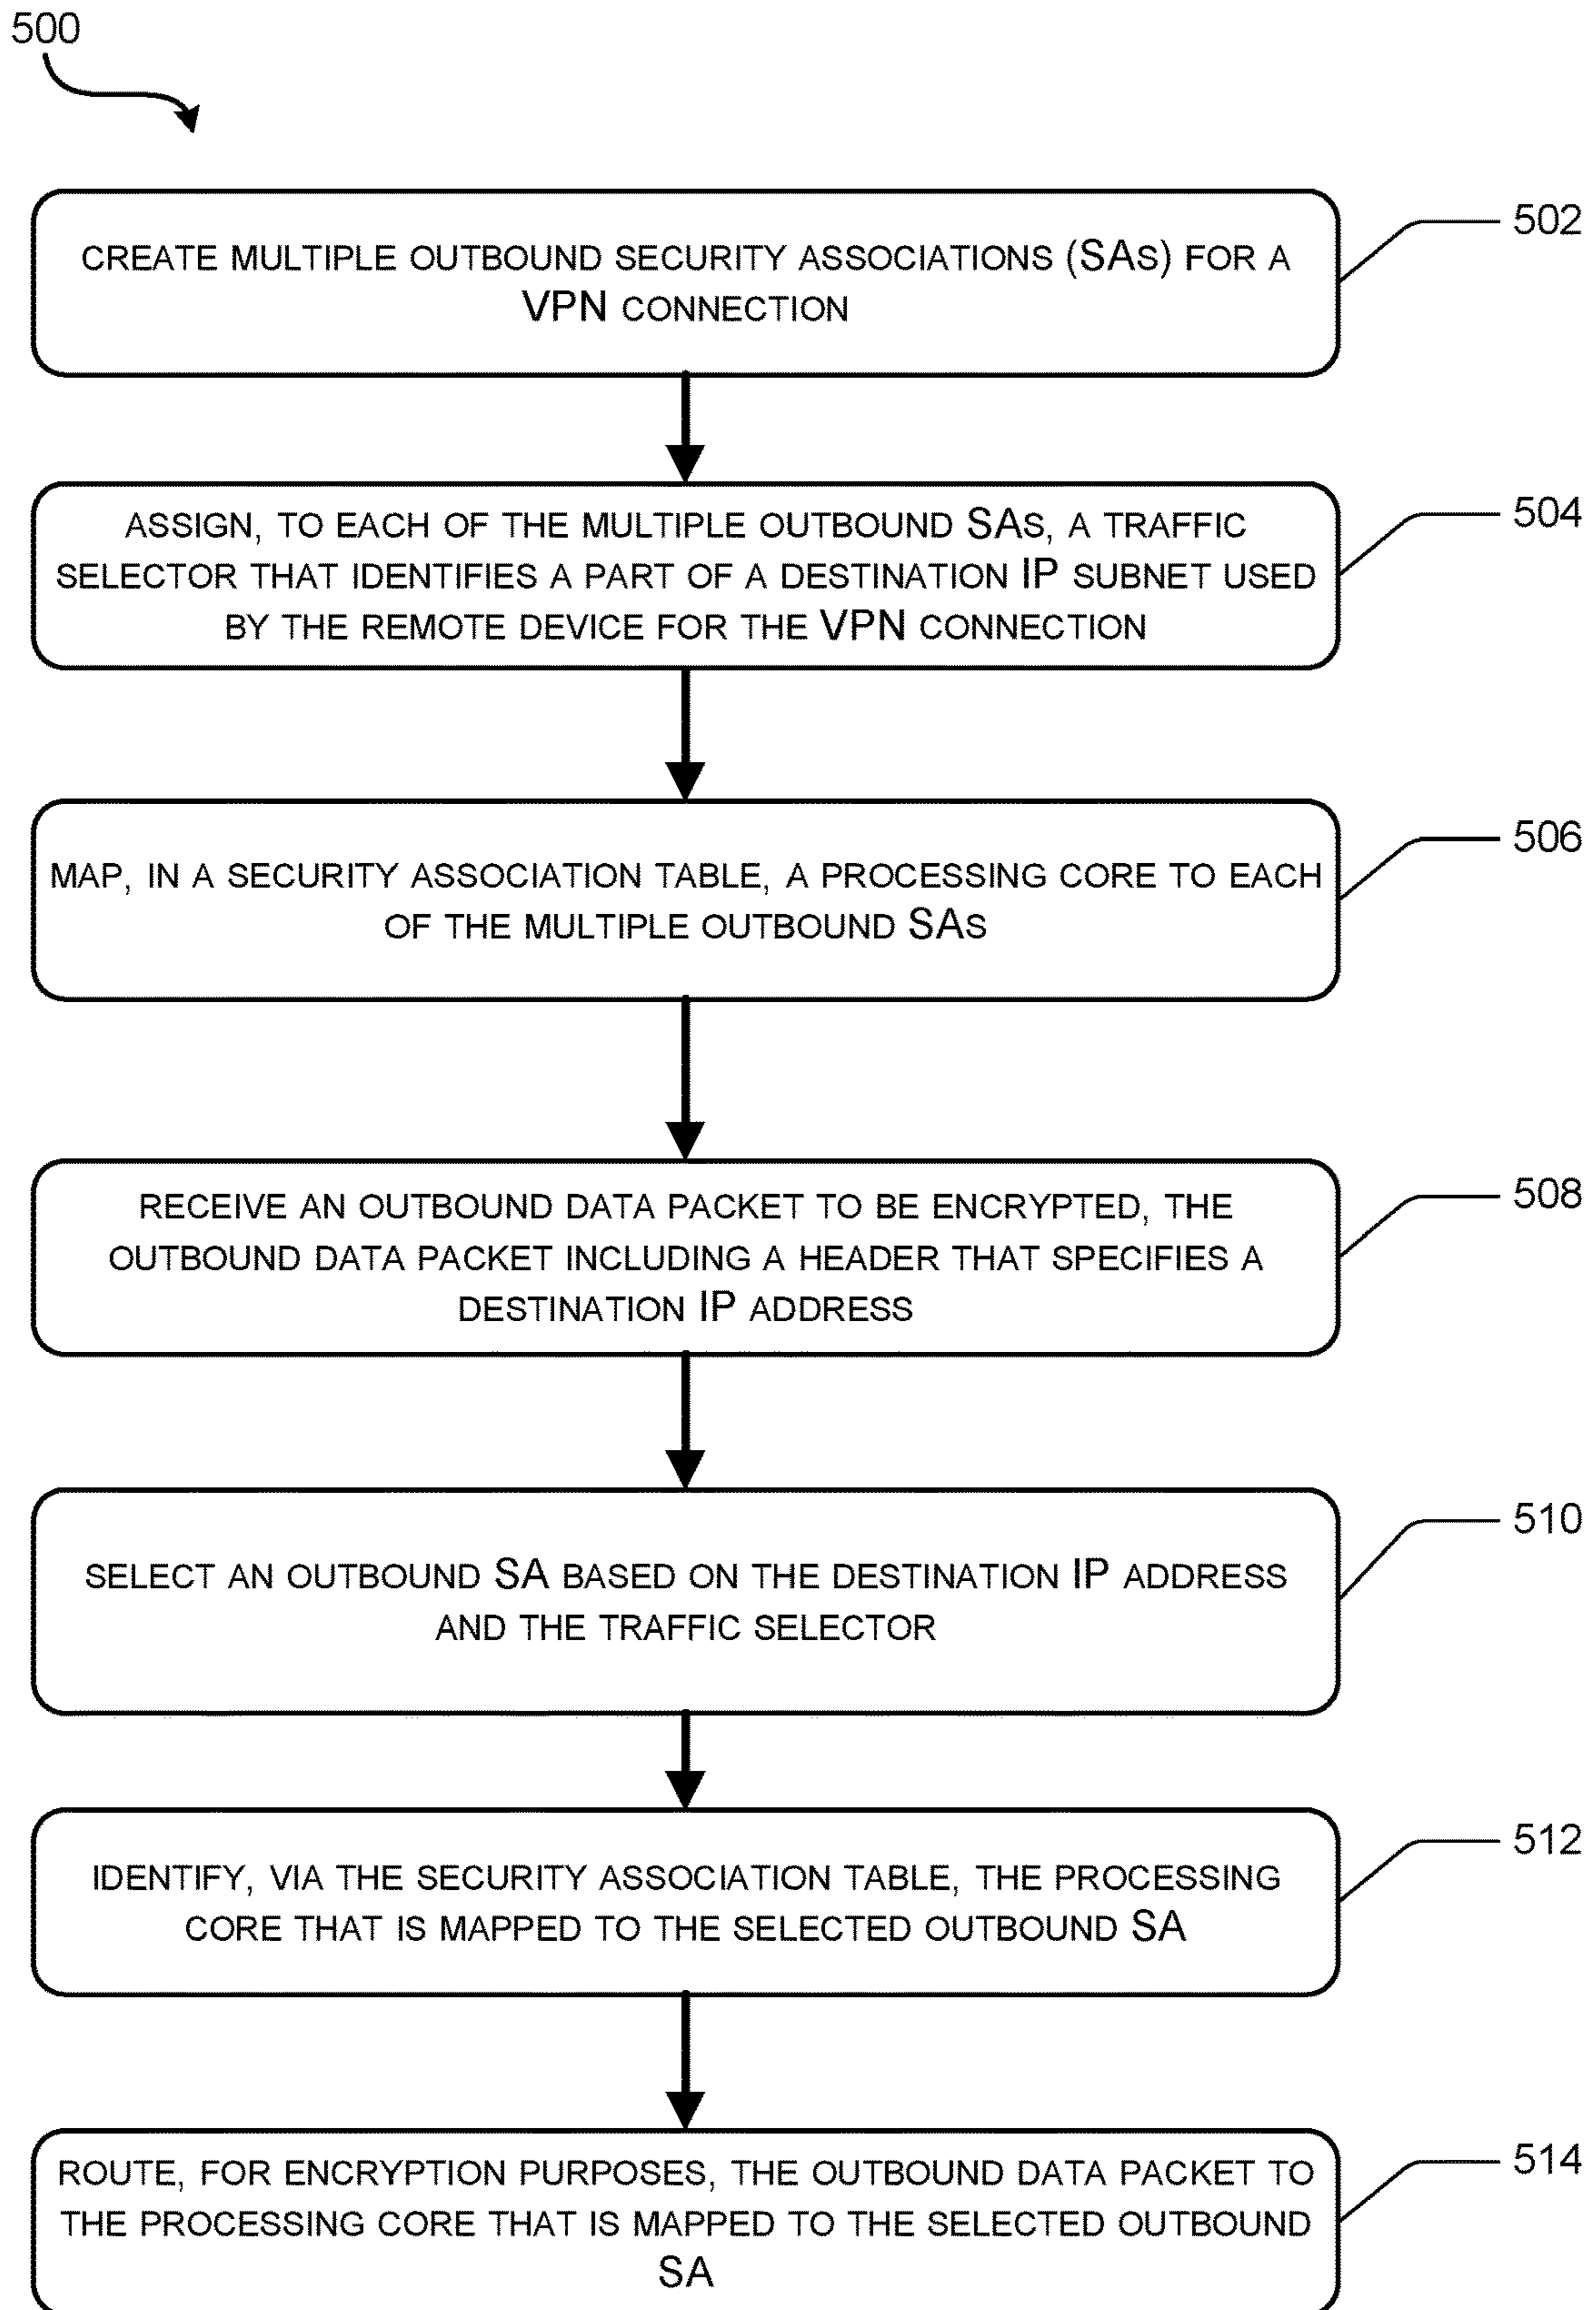 500
CREATE MULTIPLE OUTBOUND SECURITY ASSOCIATIONS (SAS) FOR A
VPN CONNECTION
502
ASSIGN, TO EACH OF THE MULTIPLE OUTBOUND SAS, A TRAFFIC
SELECTOR THAT IDENTIFIES A PART OF A DESTINATION IP SUBNET USED
BY THE REMOTE DEVICE FOR THE VPN CONNECTION
504
MAP, IN A SECURITY ASSOCIATION TABLE, A PROCESSING CORE TO EACH
OF THE MULTIPLE OUTBOUND SAS
506
RECEIVE AN OUTBOUND DATA PACKET TO BE ENCRYPTED, THE
OUTBOUND DATA PACKET INCLUDING A HEADER THAT SPECIFIES A
DESTINATION IP ADDRESS
508
SELECT AN OUTBOUND SA BASED ON THE DESTINATION IP ADDRESS
AND THE TRAFFIC SELECTOR
510
IDENTIFY, VIA THE SECURITY ASSOCIATION TABLE, THE PROCESSING
CORE THAT IS MAPPED TO THE SELECTED OUTBOUND SA
512
ROUTE, FOR ENCRYPTION PURPOSES, THE OUTBOUND DATA PACKET TO
THE PROCESSING CORE THAT IS MAPPED TO THE SELECTED OUTBOUND
SA
514